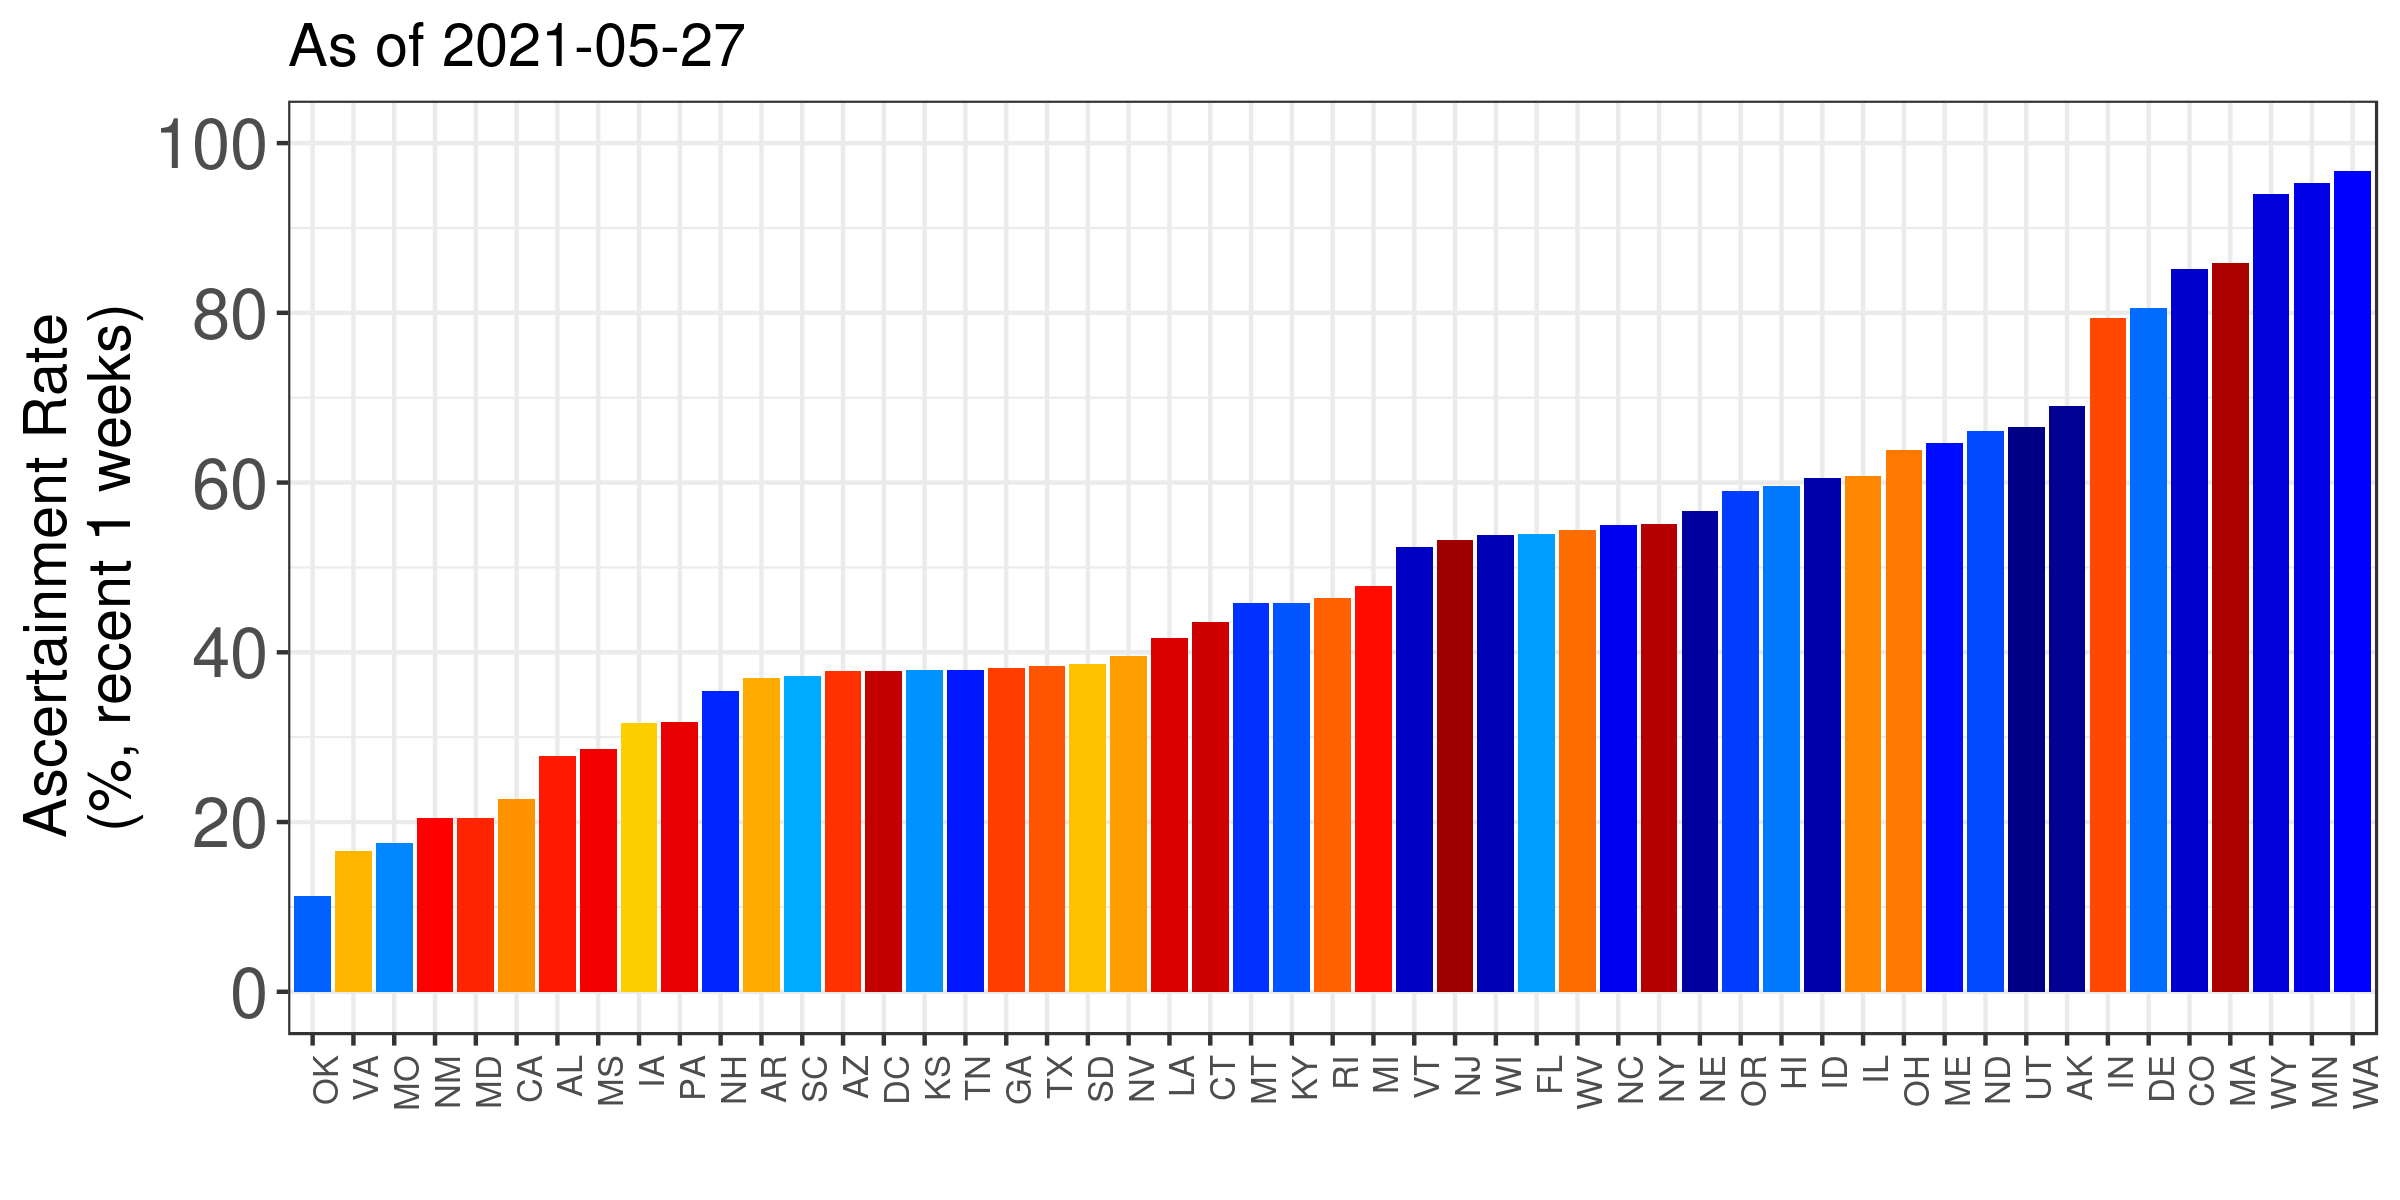 As of 2021-05-27
Ascertainment Rate
(%, recent 1 weeks)
100
80
60
40
20
0
OK VA MO NM MD CA AL MS IA PA NH AR SC AZ DC KS TN GA TX SD NV LA CT MT KY RI MI VT NJ WI FL WV NC NY NE OR HI ID IL OH ME ND UT AK IN DE CO MA WY MN WA